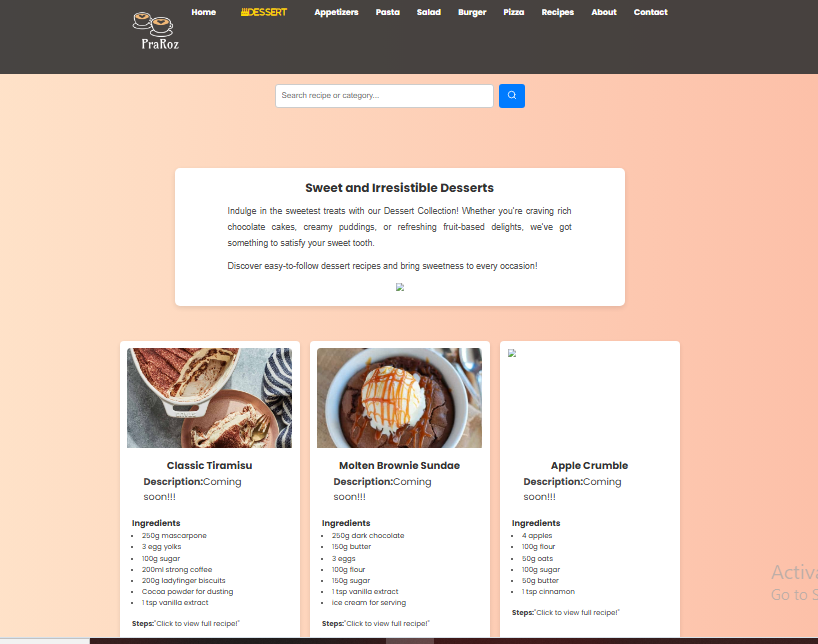 Home DESSERT Appetizers Pasta Salad Burger Pizza Recipes About Contact
PraRoz
Search recipe or category...
Sweet and Irresistible Desserts
Indulge in the sweetest treats with our Dessert Collection! Whether you're craving rich
chocolate cakes, creamy puddings, or refreshing fruit-based delights, we've got
something to satisfy your sweet tooth.
Discover easy-to-follow dessert recipes and bring sweetness to every occasion!
Classic Tiramisu
Description:Coming
soon!!!
Ingredients
• 250g mascarpone
• 3 egg yolks
• 100g sugar
• 200ml strong coffee
• 200g ladyfinger biscuits
• Cocoa powder for dusting
• 1 tsp vanilla extract
Steps:"Click to view full recipe!"
Molten Brownie Sundae
Description:Coming
soon!!!
Ingredients
• 250g dark chocolate
• 150g butter
• 3 eggs
• 100g flour
• 150g sugar
• 1 tsp vanilla extract
• Ice cream for serving
Steps:"Click to view full recipe!"
Apple Crumble
Description:Coming
soon!!!
Ingredients
• 4 apples
• 100g flour
• 50g oats
• 100g sugar
• 50g butter
• 1 tsp cinnamon
Steps:"Click to view full recipe!"
Activa
Go to S